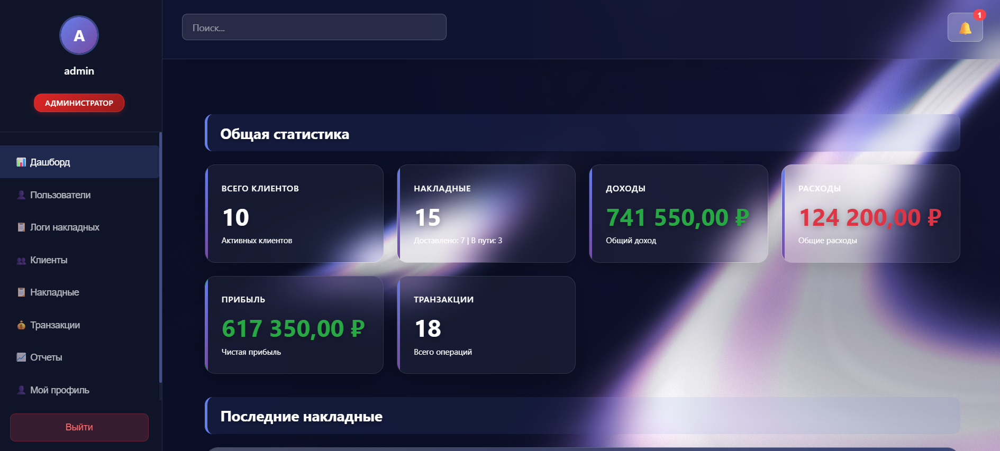 A
admin
АДМИНИСТРАТОР
Дашборд
Пользователи
Логи накладных
Клиенты
Накладные
Транзакции
Отчеты
Мой профиль
Выйти
Поиск...
1
Общая статистика
ВСЕГО КЛИЕНТОВ
10
Активных клиентов
НАКЛАДНЫЕ
15
Доставлено: 7 | В пути: 3
ДОХОДЫ
741 550,00 ₽
Общий доход
РАСХОДЫ
124 200,00 ₽
Общие расходы
ПРИБЫЛЬ
617 350,00 ₽
Чистая прибыль
ТРАНЗАКЦИИ
18
Всего операций
Последние накладные